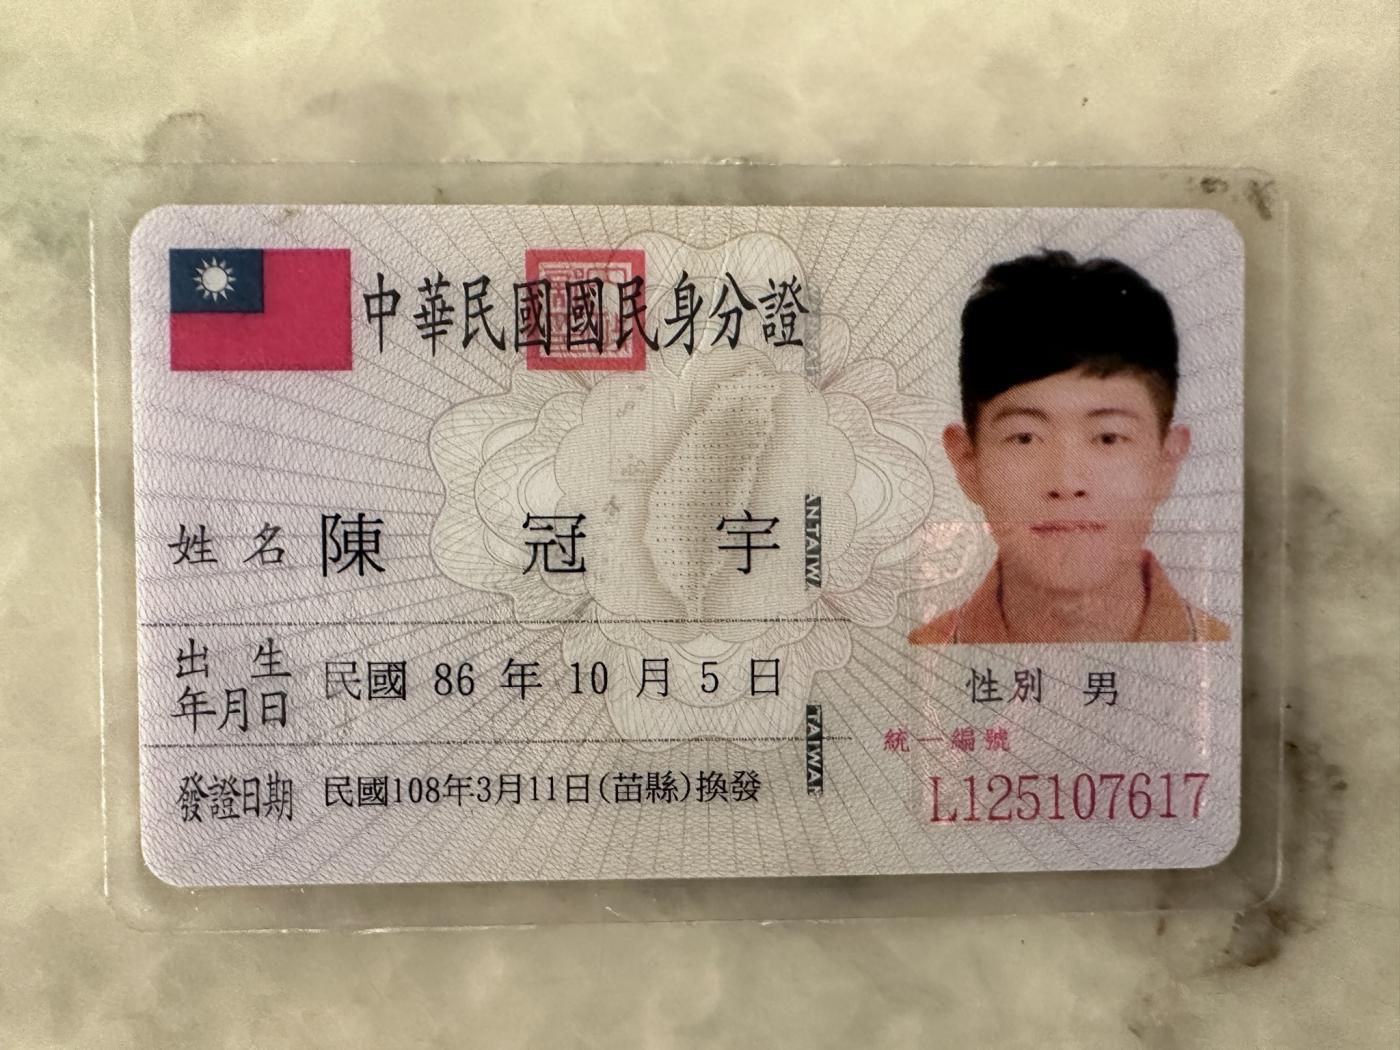 中華民國國民身分證
姓名 陳冠宇
出生年月日 民國 86 年 10 月 5 日
性別 男
統一編號
L125107617
發證日期 民國108年3月11日(苗縣)換發
TAIWAN
TAIWAN